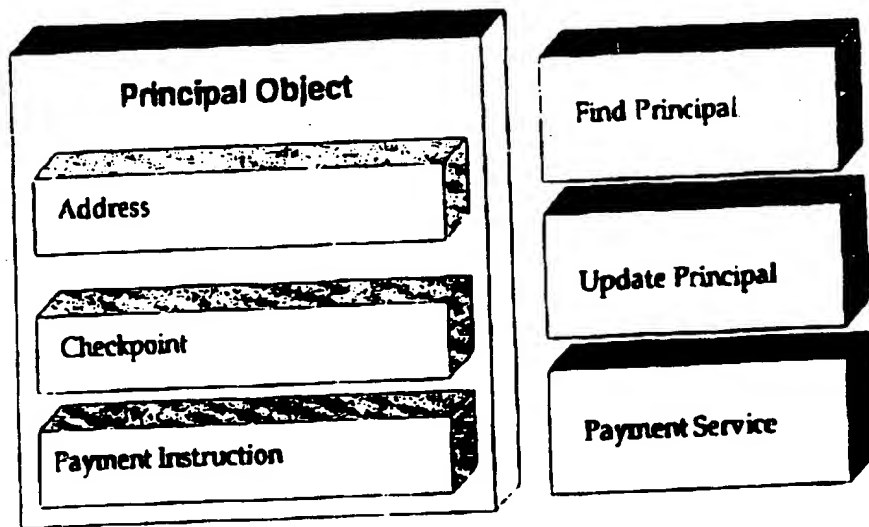 Principal Object
Address
Checkpoint
Payment Instruction
Find Principal
Update Principal
Payment Service